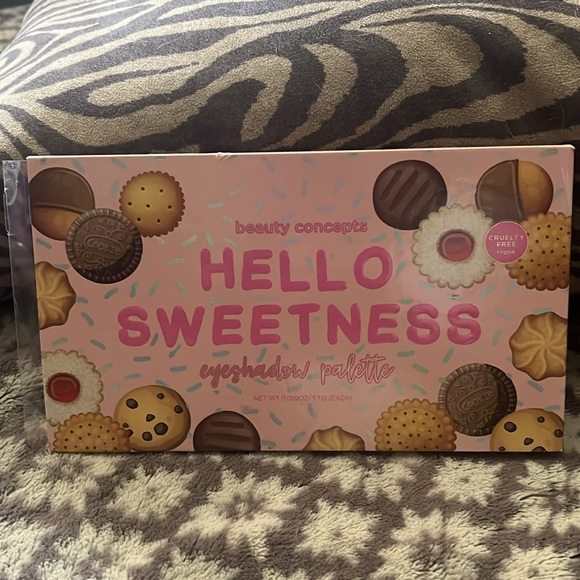 beauty concepts
HELLO
SWEETNESS
eyeshadow palette
CRUELTY
FREE